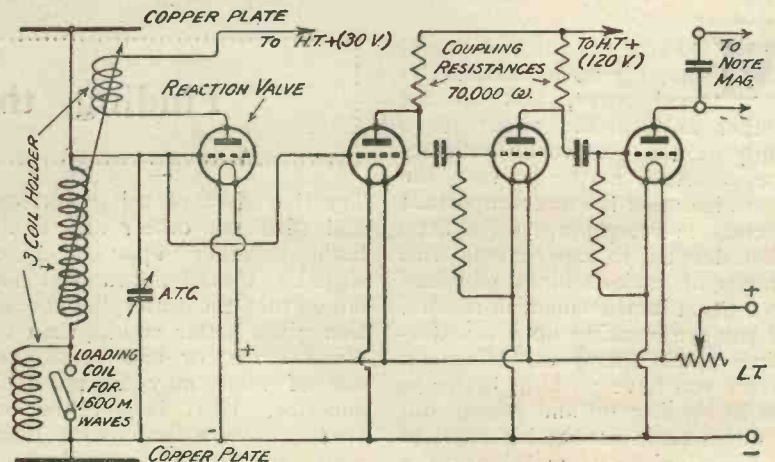 COPPER PLATE
TO H.T.+(30 V.)
REACTION VALVE
COUPLING
RESISTANCES
70,000 ω.
TO H.T+
(120 V)
TO
NOTE
MAG.
3 COIL HOLDER
A.T.C.
LOADING
COIL
FOR
1,600 M.
WAVES
+
-
+
L.T.
-
COPPER PLATE